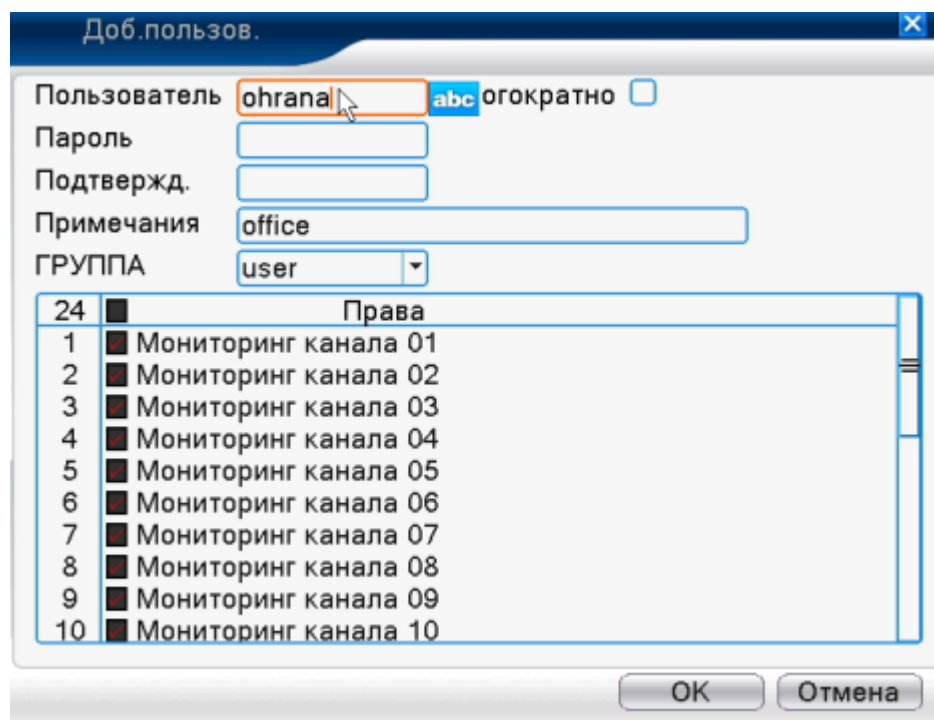 Доб.пользов.
Пользователь ohrana abc огократно
Пароль
Подтвержд.
Примечания office
ГРУППА user
24 Права
1 Мониторинг канала 01
2 Мониторинг канала 02
3 Мониторинг канала 03
4 Мониторинг канала 04
5 Мониторинг канала 05
6 Мониторинг канала 06
7 Мониторинг канала 07
8 Мониторинг канала 08
9 Мониторинг канала 09
10 Мониторинг канала 10
OK Отмена